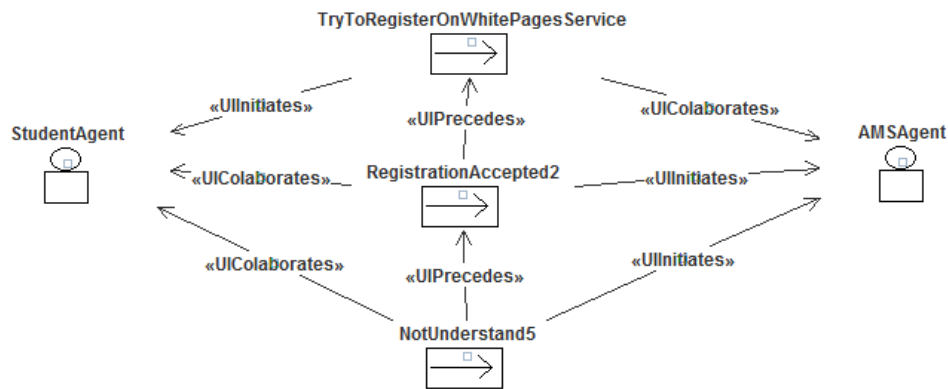 TryToRegisterOnWhitePagesService
«UIInitiates»
«UIColaborates»
«UIPrecedes»
StudentAgent
AMSAgent
RegistrationAccepted2
«UIColaborates»
«UIInitiates»
«UIColaborates»
«UIInitiates»
«UIPrecedes»
NotUnderstand5